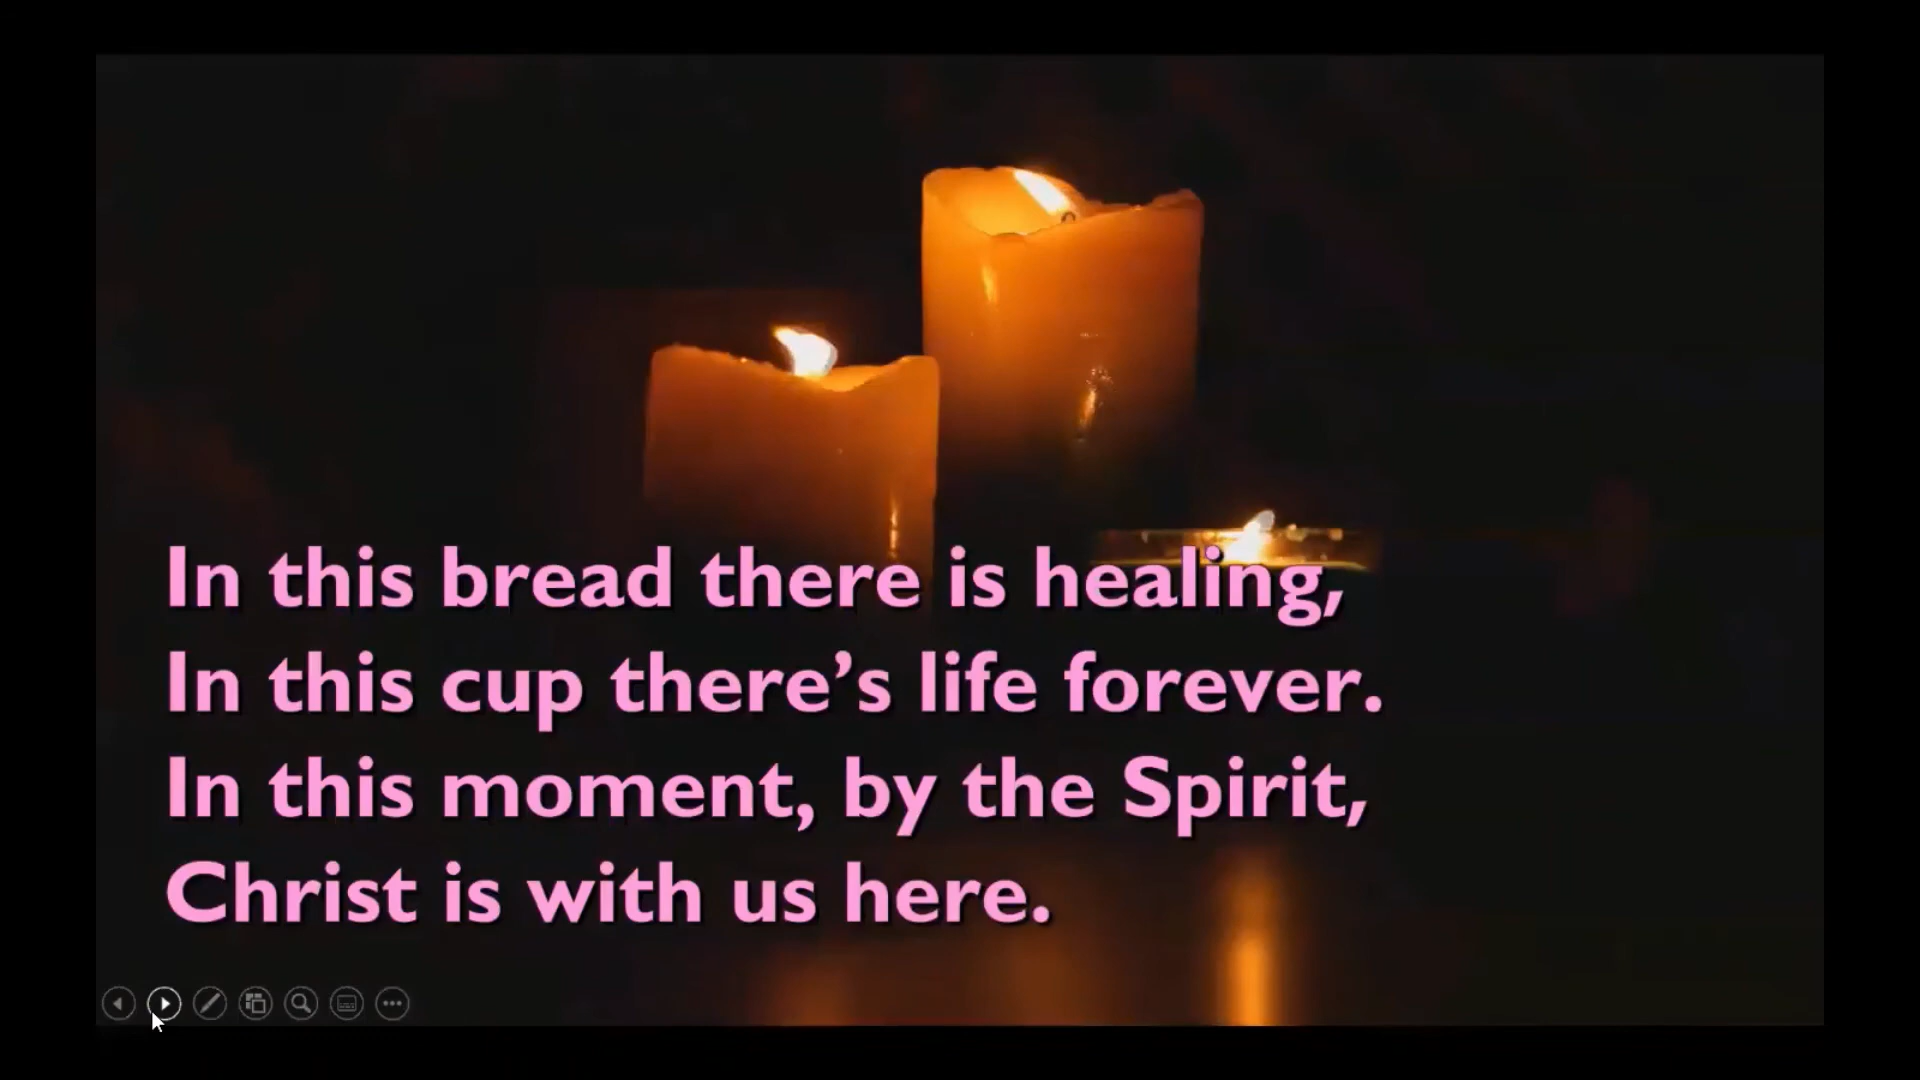 In this bread there is healing,
In this cup there’s life forever.
In this moment, by the Spirit,
Christ is with us here.